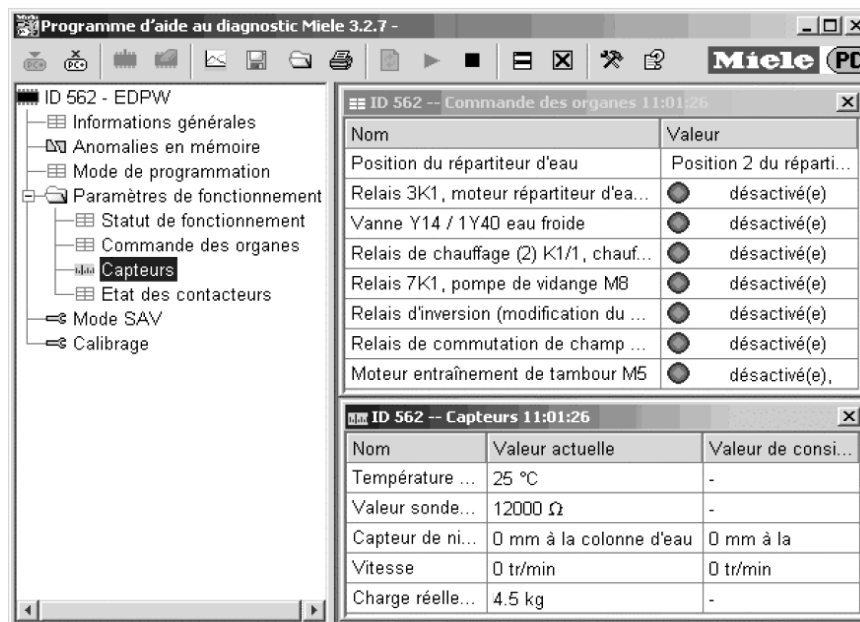 Programme d'aide au diagnostic Miele 3.2.7 -
PC+ PC+ Miele PD
ID 562 - EDPW
Informations générales
Anomalies en mémoire
Mode de programmation
Paramètres de fonctionnement
Statut de fonctionnement
Commande des organes
Capteurs
Etat des contacteurs
Mode SAV
Calibrage
ID 562 -- Commande des organes 11:01:26
Nom Valeur
Position du répartiteur d'eau Position 2 du réparti...
Relais 3K1, moteur répartiteur d'ea... désactivé(e)
Vanne Y14 / 1Y40 eau froide désactivé(e)
Relais de chauffage (2) K1/1, chauf... désactivé(e)
Relais 7K1, pompe de vidange M8 désactivé(e)
Relais d'inversion (modification du ... désactivé(e)
Relais de commutation de champ ... désactivé(e)
Moteur entraînement de tambour M5 désactivé(e),
ID 562 -- Capteurs 11:01:26
Nom Valeur actuelle Valeur de consi...
Température ... 25 °C -
Valeur sonde... 12000 Ω -
Capteur de ni... 0 mm à la colonne d'eau 0 mm à la
Vitesse 0 tr/min 0 tr/min
Charge réelle... 4.5 kg -